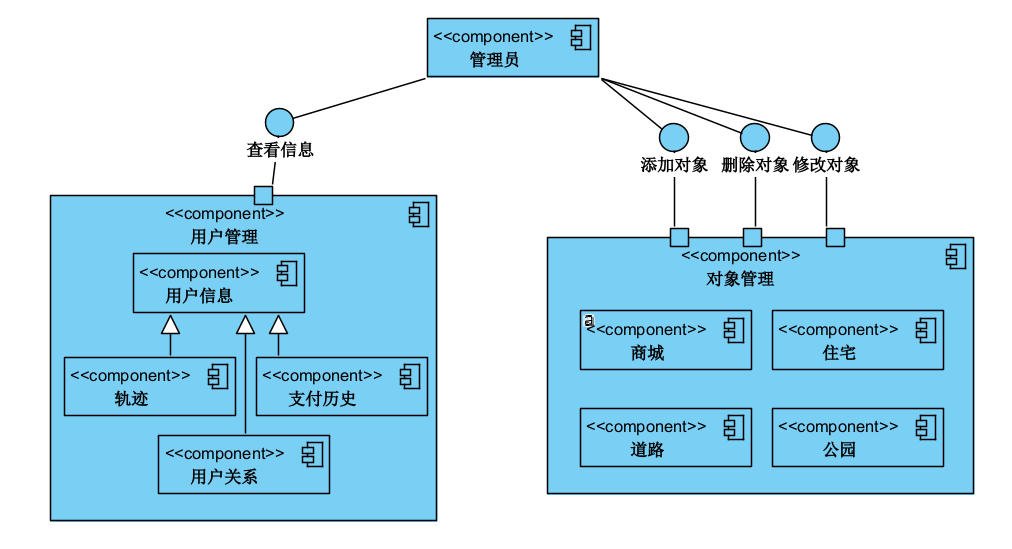 <<component>>
管理员
查看信息
添加对象
删除对象
修改对象
<<component>>
用户管理
<<component>>
用户信息
<<component>>
轨迹
<<component>>
支付历史
<<component>>
用户关系
<<component>>
对象管理
a
<<component>>
商城
<<component>>
住宅
<<component>>
道路
<<component>>
公园